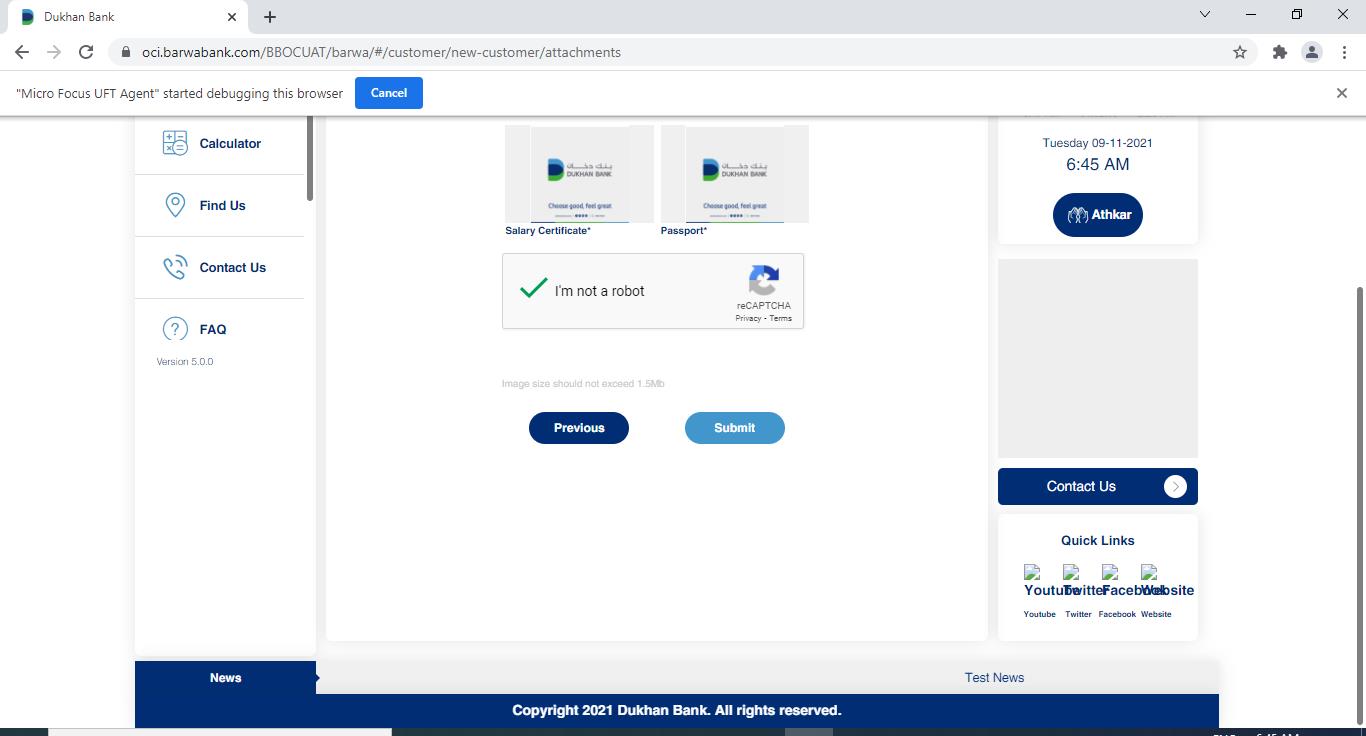 Dukhan Bank
oci.barwabank.com/BBOCUAT/barwa/#/customer/new-customer/attachments
"Micro Focus UFT Agent" started debugging this browser
Cancel
Calculator
Find Us
Contact Us
FAQ
Version 5.0.0
بنك دخان
DUKHAN BANK
Choose good, feel great
بنك دخان
DUKHAN BANK
Choose good, feel great
Salary Certificate*
Passport*
I'm not a robot
reCAPTCHA
Privacy - Terms
Image size should not exceed 1.5Mb
Previous
Submit
Tuesday 09-11-2021
6:45 AM
Athkar
Contact Us
Quick Links
Youtube Twitter Facebook Website
Youtube Twitter Facebook Website
News
Test News
Copyright 2021 Dukhan Bank. All rights reserved.